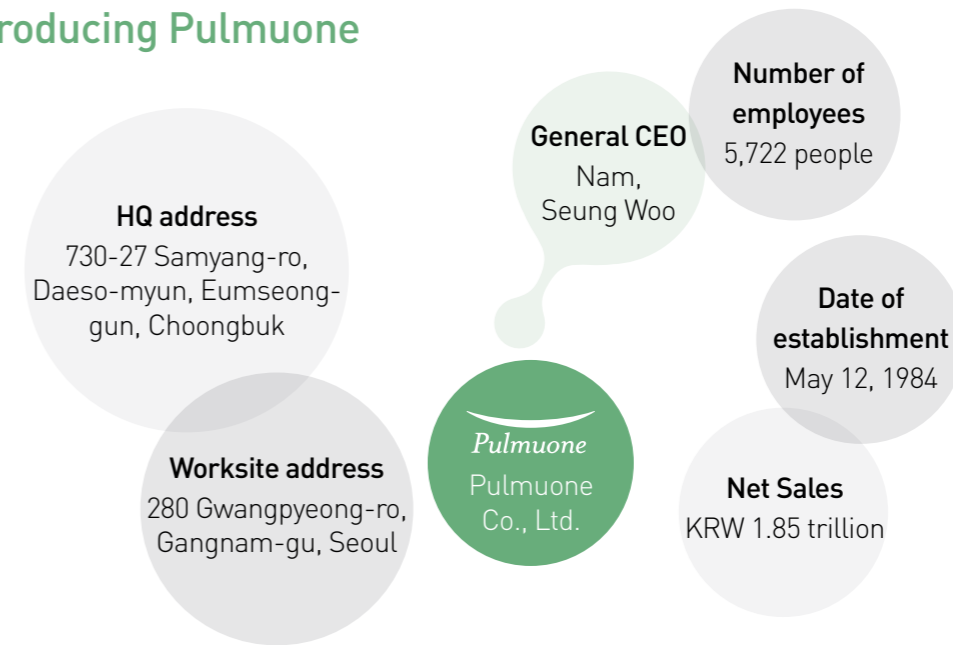 roducing Pulmuone
Number of
employees
5,722 people
General CEO
Nam,
Seung Woo
HQ address
730-27 Samyang-ro,
Daeso-myun, Eumseong-
gun, Choongbuk
Date of
establishment
May 12, 1984
Pulmuone
Pulmuone
Co., Ltd.
Worksite address
280 Gwangpyeong-ro,
Gangnam-gu, Seoul
Net Sales
KRW 1.85 trillion